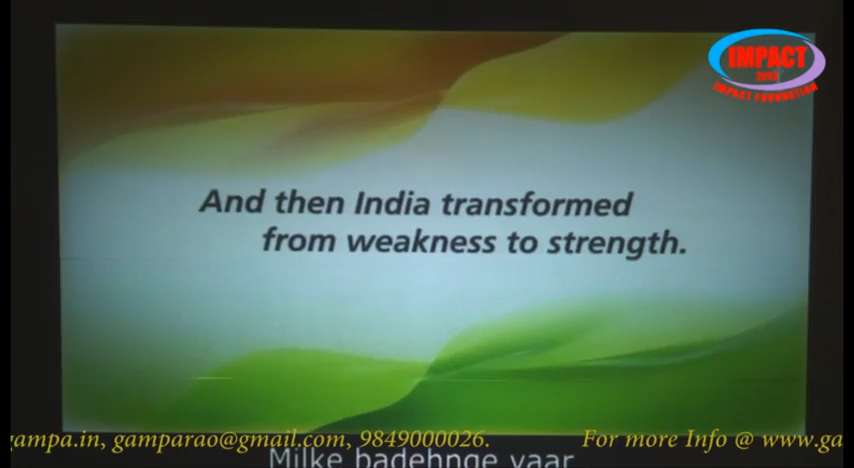 IMPACT
2013
IMPACT FOUNDATION
And then India transformed
from weakness to strength.
gampa.in, gamparao@gmail.com, 9849000026. For more Info @ www.ga
Milke badehnge yaar